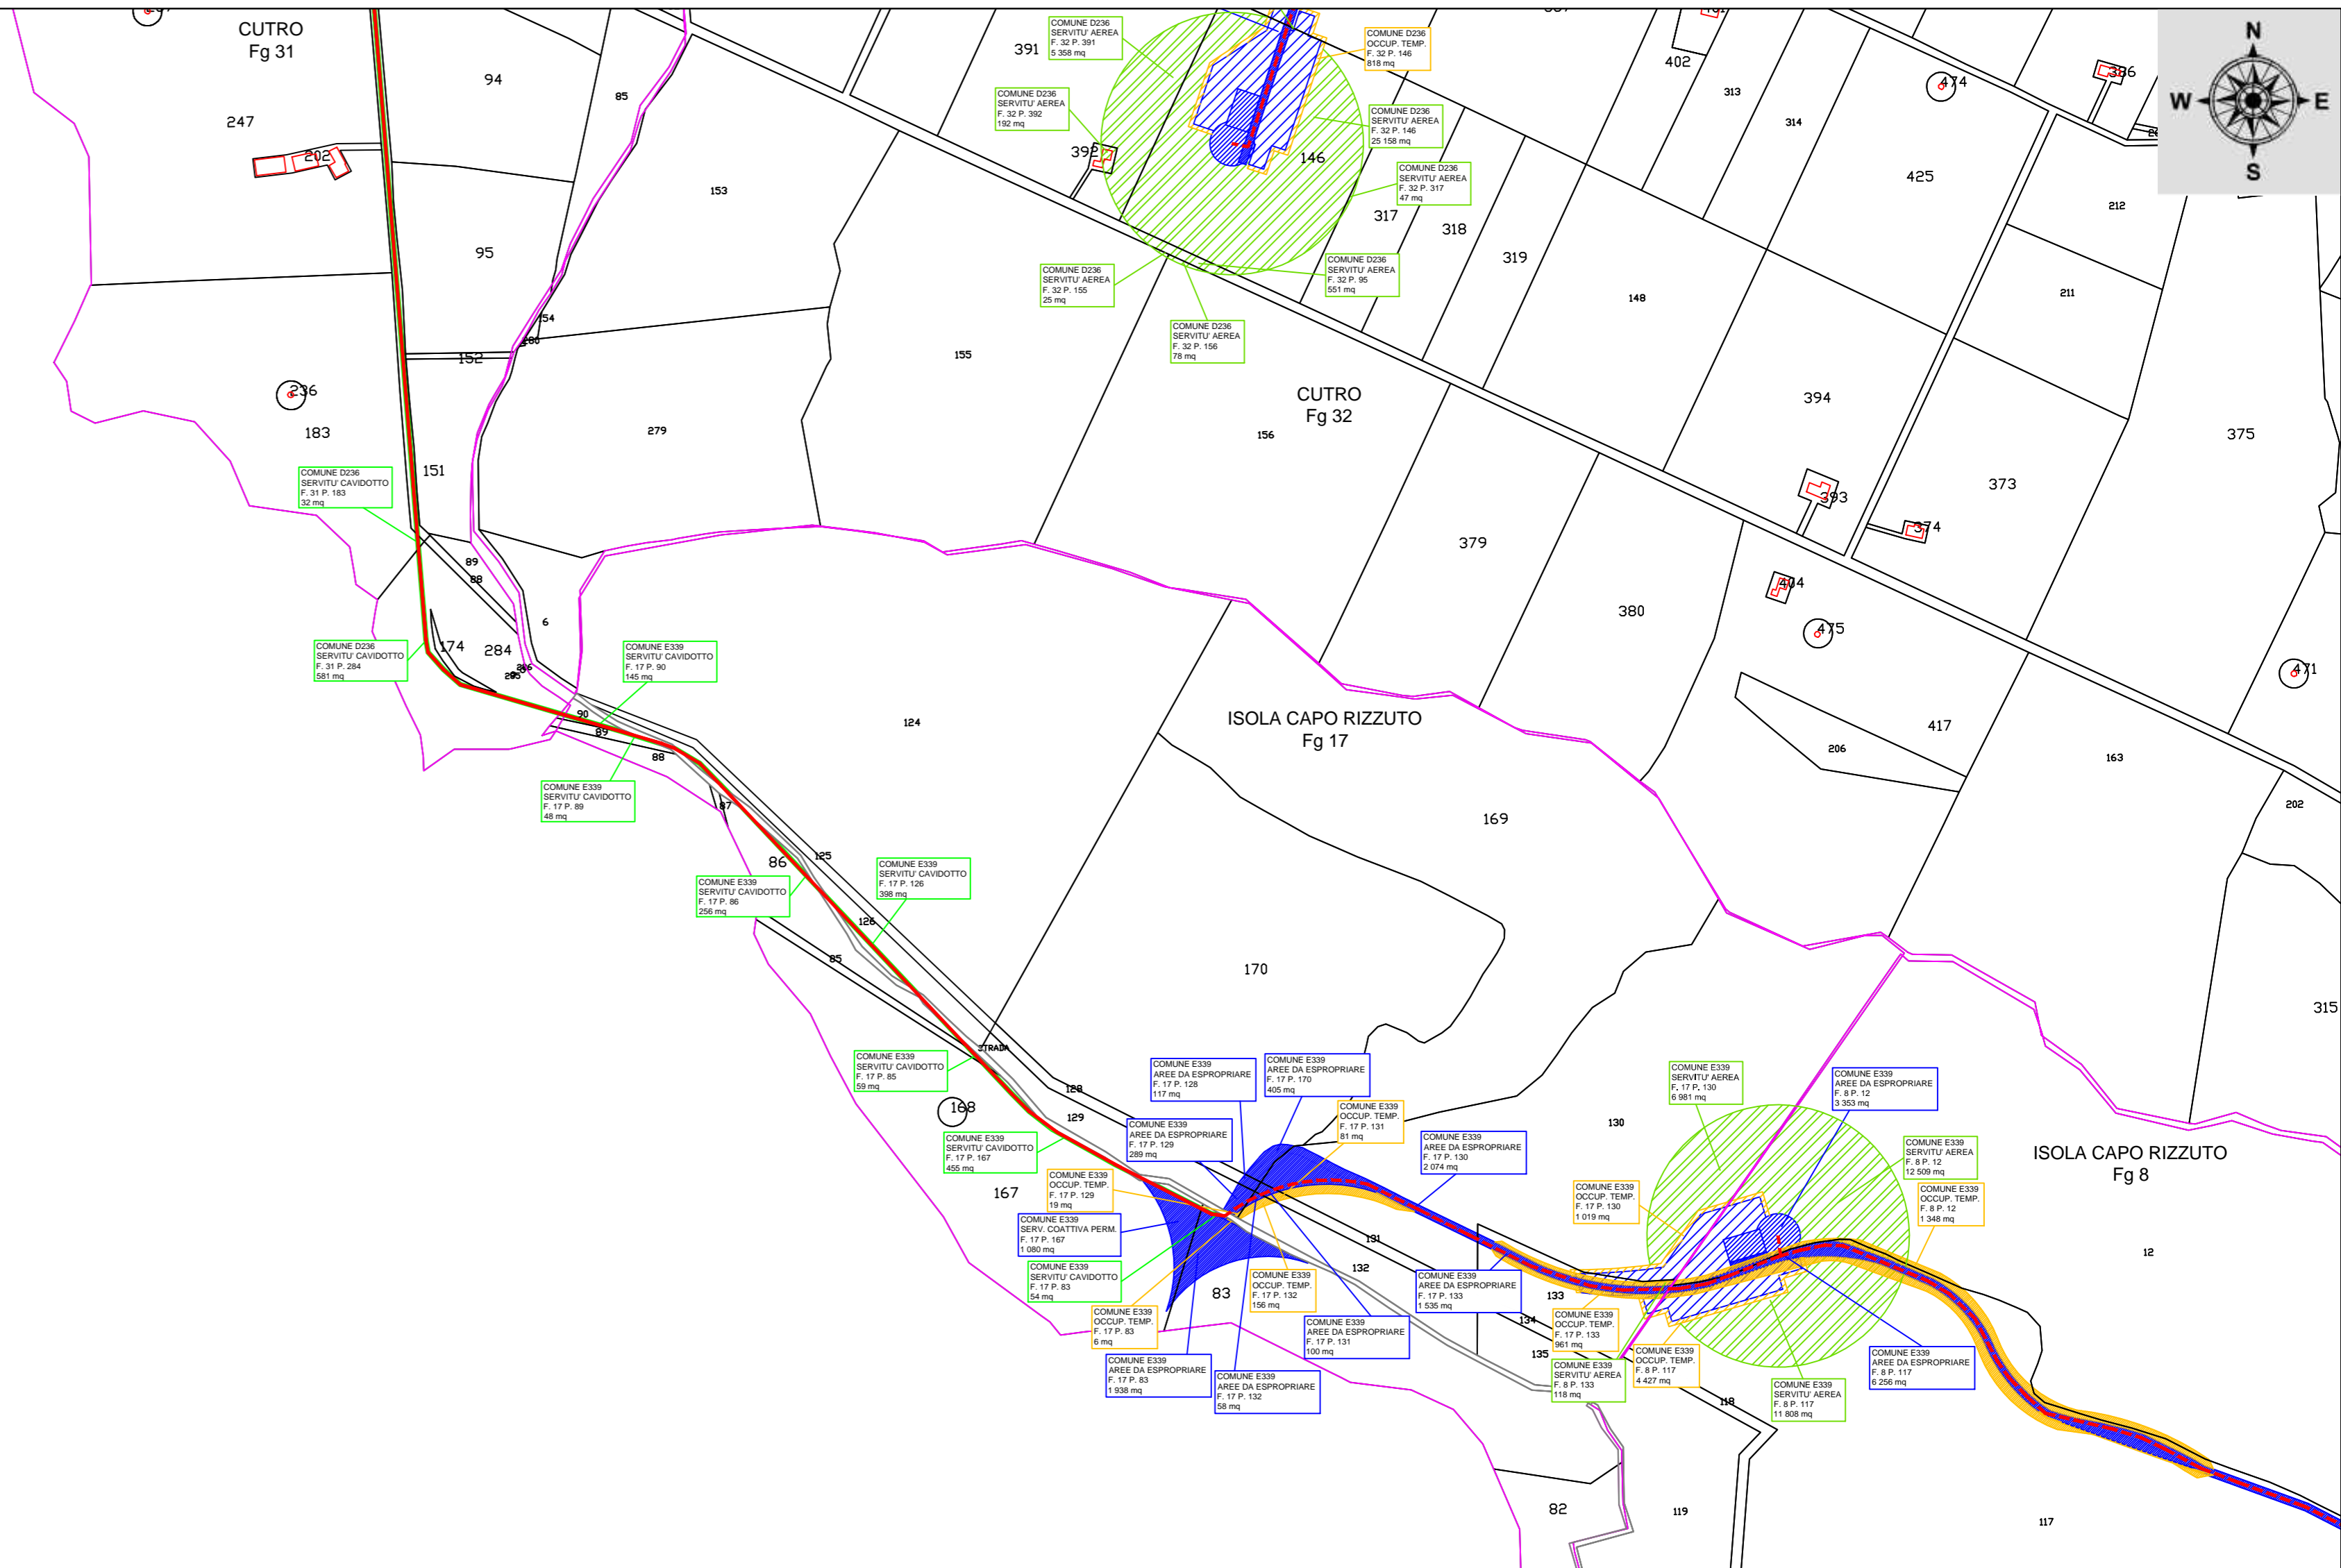 CUTRO
Fg 31
94
85
247
202
95
153
154
280
152
236
183
151
279
155
391
392
COMUNE D236
SERVITU' AEREA
F. 32 P. 391
5 358 mq
COMUNE D236
OCCUP. TEMP.
F. 32 P. 146
818 mq
COMUNE D236
SERVITU' AEREA
F. 32 P. 392
192 mq
COMUNE D236
SERVITU' AEREA
F. 32 P. 146
25 158 mq
146
COMUNE D236
SERVITU' AEREA
F. 32 P. 317
47 mq
317
318
319
COMUNE D236
SERVITU' AEREA
F. 32 P. 155
25 mq
COMUNE D236
SERVITU' AEREA
F. 32 P. 95
551 mq
COMUNE D236
SERVITU' AEREA
F. 32 P. 156
78 mq
CUTRO
Fg 32
402
313
314
474
386
425
212
211
148
394
375
393
373
374
156
379
380
404
475
471
417
206
163
202
315
N
W
E
S
COMUNE D236
SERVITU' CAVIDOTTO
F. 31 P. 183
32 mq
89
88
6
174
284
286
285
COMUNE D236
SERVITU' CAVIDOTTO
F. 31 P. 284
581 mq
COMUNE E339
SERVITU' CAVIDOTTO
F. 17 P. 90
145 mq
90
89
88
87
124
ISOLA CAPO RIZZUTO
Fg 17
COMUNE E339
SERVITU' CAVIDOTTO
F. 17 P. 89
48 mq
86
125
COMUNE E339
SERVITU' CAVIDOTTO
F. 17 P. 86
256 mq
COMUNE E339
SERVITU' CAVIDOTTO
F. 17 P. 126
398 mq
126
85
169
170
STRADA
COMUNE E339
SERVITU' CAVIDOTTO
F. 17 P. 85
59 mq
168
128
129
COMUNE E339
AREE DA ESPROPRIARE
F. 17 P. 128
117 mq
COMUNE E339
AREE DA ESPROPRIARE
F. 17 P. 170
405 mq
COMUNE E339
OCCUP. TEMP.
F. 17 P. 131
81 mq
COMUNE E339
AREE DA ESPROPRIARE
F. 17 P. 129
289 mq
COMUNE E339
AREE DA ESPROPRIARE
F. 17 P. 130
2 074 mq
COMUNE E339
SERVITU' CAVIDOTTO
F. 17 P. 167
455 mq
167
COMUNE E339
OCCUP. TEMP.
F. 17 P. 129
19 mq
COMUNE E339
SERV. COATTIVA PERM.
F. 17 P. 167
1 080 mq
COMUNE E339
SERVITU' CAVIDOTTO
F. 17 P. 83
54 mq
83
COMUNE E339
OCCUP. TEMP.
F. 17 P. 83
6 mq
COMUNE E339
OCCUP. TEMP.
F. 17 P. 132
156 mq
COMUNE E339
AREE DA ESPROPRIARE
F. 17 P. 131
100 mq
COMUNE E339
AREE DA ESPROPRIARE
F. 17 P. 83
1 938 mq
COMUNE E339
AREE DA ESPROPRIARE
F. 17 P. 132
58 mq
131
132
COMUNE E339
AREE DA ESPROPRIARE
F. 17 P. 133
1 535 mq
133
134
135
130
COMUNE E339
SERVITU' AEREA
F. 17 P. 130
6 981 mq
COMUNE E339
AREE DA ESPROPRIARE
F. 8 P. 12
3 353 mq
ISOLA CAPO RIZZUTO
Fg 8
COMUNE E339
SERVITU' AEREA
F. 8 P. 12
12 509 mq
COMUNE E339
OCCUP. TEMP.
F. 17 P. 130
1 019 mq
COMUNE E339
OCCUP. TEMP.
F. 8 P. 12
1 348 mq
12
COMUNE E339
OCCUP. TEMP.
F. 17 P. 133
961 mq
COMUNE E339
OCCUP. TEMP.
F. 8 P. 117
4 427 mq
COMUNE E339
SERVITU' AEREA
F. 8 P. 133
118 mq
COMUNE E339
SERVITU' AEREA
F. 8 P. 117
11 808 mq
COMUNE E339
AREE DA ESPROPRIARE
F. 8 P. 117
6 256 mq
118
82
119
117